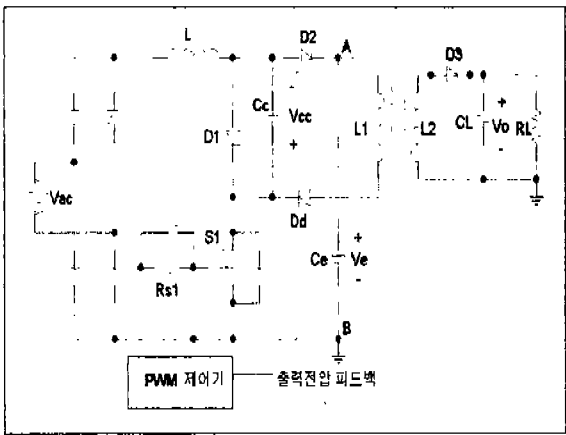 L
D2
A
D3
Cc
Vcc
+
D1
L1
L2
CL
+
Vo
-
RL
Vac
Dd
S1
Rs1
Ce
+
Ve
-
B
PWM 제어기
출력전압 피드백